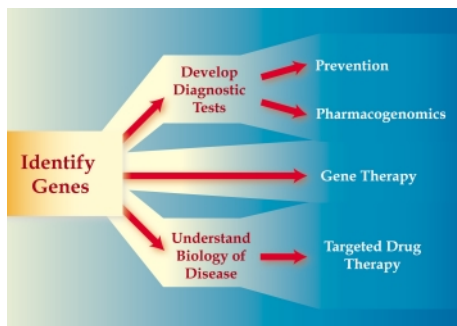 Identify
Genes
Develop
Diagnostic
Tests
Prevention
Pharmacogenomics
Gene Therapy
Understand
Biology of
Disease
Targeted Drug
Therapy